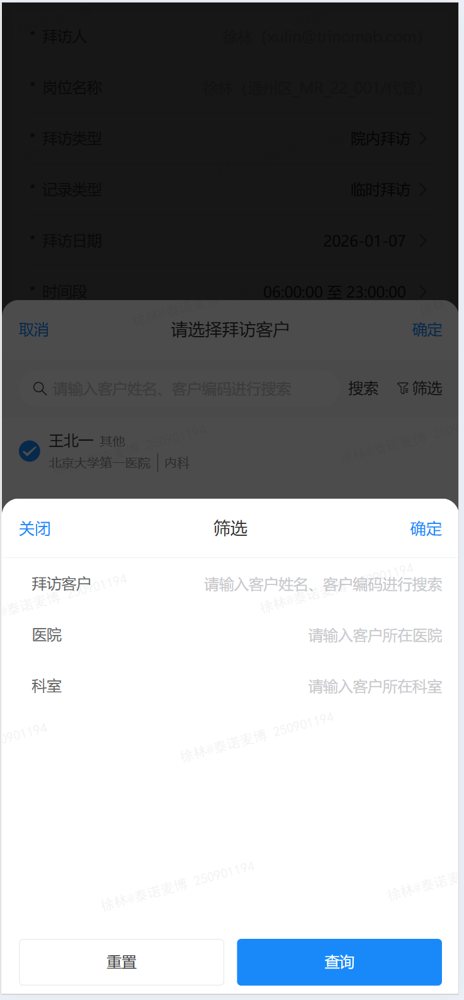 * 拜访人 徐林（xulin@trinomab.com）
* 岗位名称 徐林（通州区_MR_22_001/代管）
* 拜访类型 院内拜访
* 记录类型 临时拜访
* 拜访日期 2026-01-07
* 时间段 06:00:00 至 23:00:00
取消 请选择拜访客户 确定
请输入客户姓名、客户编码进行搜索 搜索 筛选
王北一 其他
北京大学第一医院 | 内科
关闭 筛选 确定
拜访客户 请输入客户姓名、客户编码进行搜索
医院 请输入客户所在医院
科室 请输入客户所在科室
徐林@泰诺麦博 250901194
徐林@泰诺麦博 250901194
重置 查询